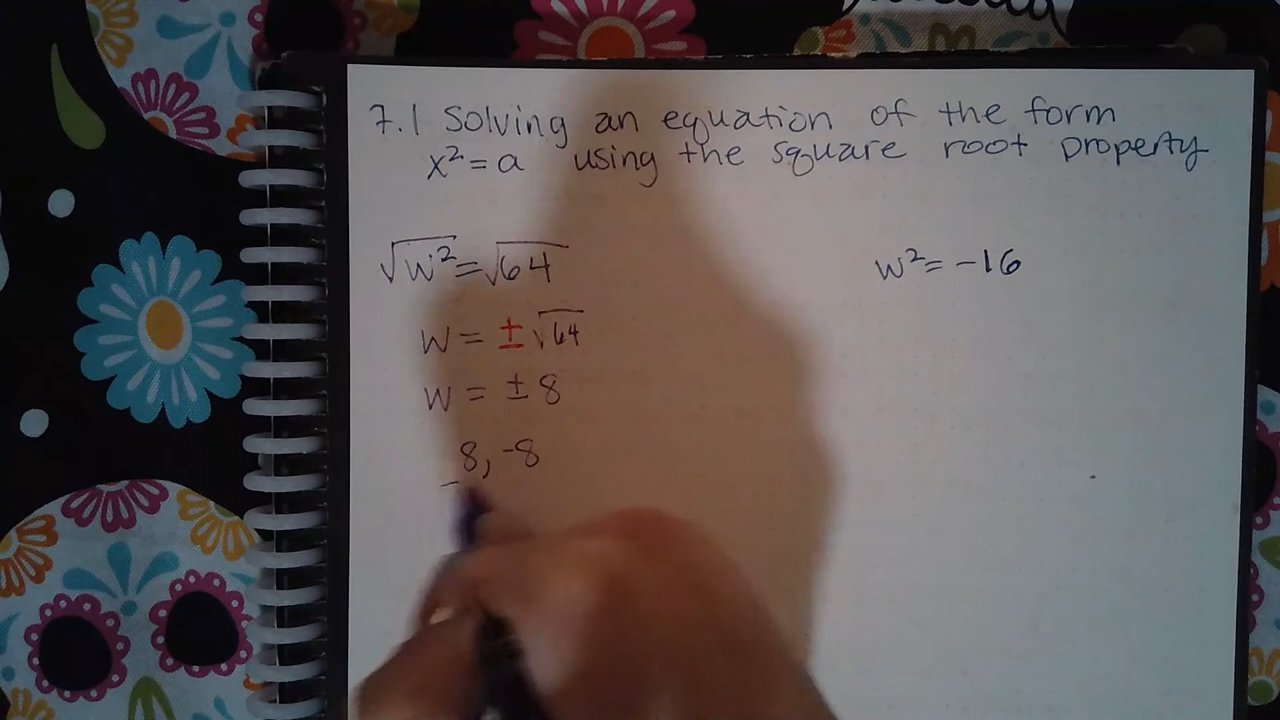 7.1 Solving an equation of the form
x² = a using the square root property
√w² = √64
w² = -16
w = ± √64
w = ± 8
8, -8